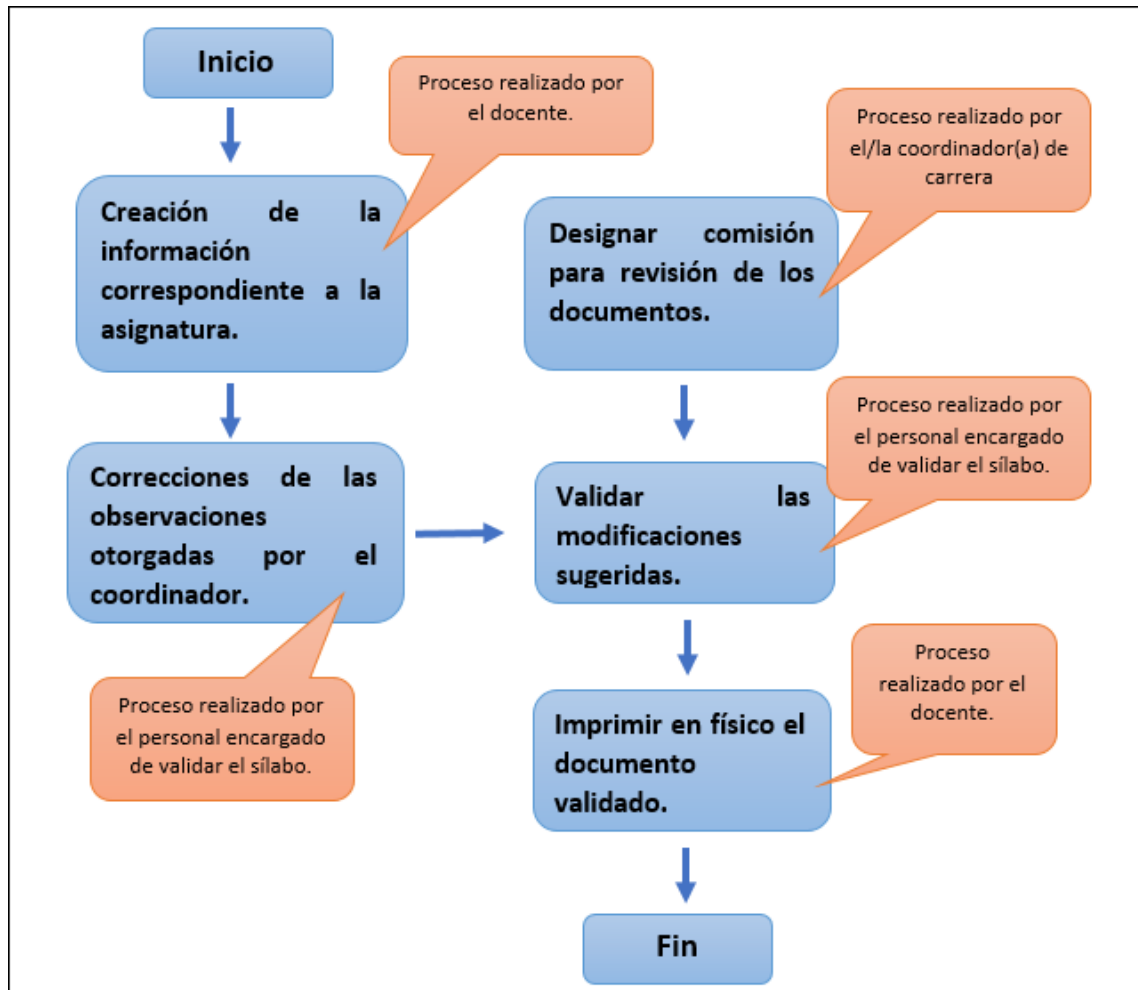 Inicio
Proceso realizado por
el docente.
Proceso realizado por
el/la coordinador(a) de
carrera
Creación de la
información
correspondiente a la
asignatura.
Designar comisión
para revisión de los
documentos.
Proceso realizado por
el personal encargado
de validar el sílabo.
Correcciones de las
observaciones
otorgadas por el
coordinador.
Validar las
modificaciones
sugeridas.
Proceso realizado por
el personal encargado
de validar el sílabo.
Proceso
realizado por el
docente.
Imprimir en físico el
documento
validado.
Fin